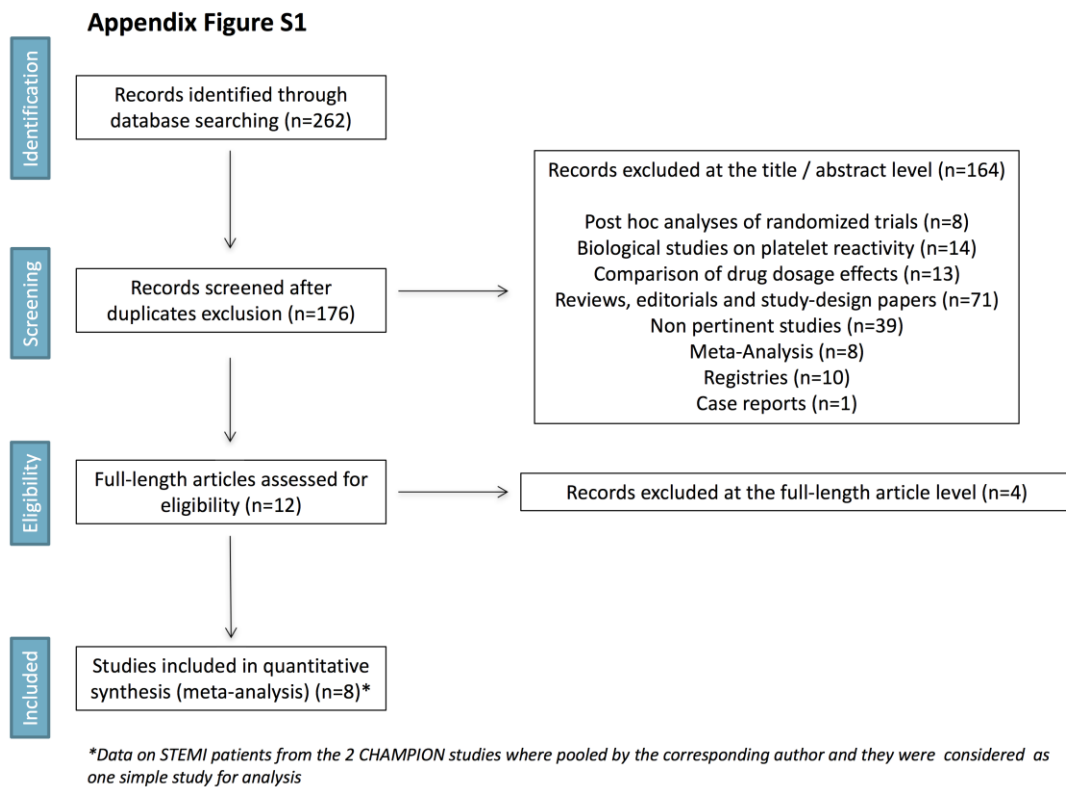 Appendix Figure S1
Identification
Records identified through
database searching (n=262)
Records excluded at the title / abstract level (n=164)
Post hoc analyses of randomized trials (n=8)
Biological studies on platelet reactivity (n=14)
Comparison of drug dosage effects (n=13)
Reviews, editorials and study-design papers (n=71)
Non pertinent studies (n=39)
Meta-Analysis (n=8)
Registries (n=10)
Case reports (n=1)
Screening
Records screened after
duplicates exclusion (n=176)
Eligibility
Full-length articles assessed for
eligibility (n=12)
Records excluded at the full-length article level (n=4)
Included
Studies included in quantitative
synthesis (meta-analysis) (n=8)*
*Data on STEMI patients from the 2 CHAMPION studies where pooled by the corresponding author and they were considered as
one simple study for analysis